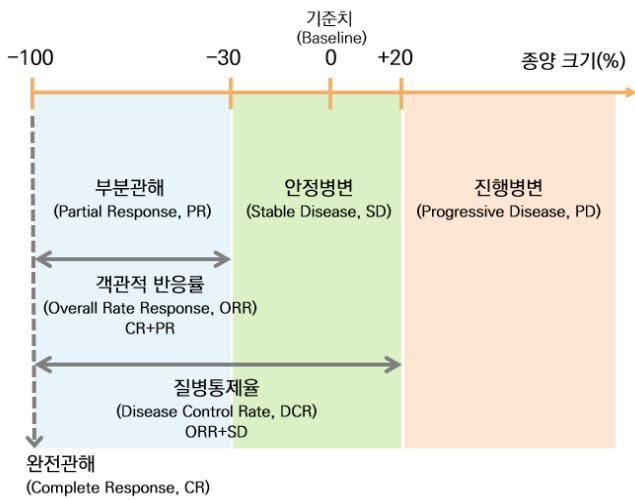 기준치
(Baseline)
-100 -30 0 +20 종양 크기(%)
부분관해
(Partial Response, PR)
안정병변
(Stable Disease, SD)
진행병변
(Progressive Disease, PD)
객관적 반응률
(Overall Rate Response, ORR)
CR+PR
질병통제율
(Disease Control Rate, DCR)
ORR+SD
완전관해
(Complete Response, CR)